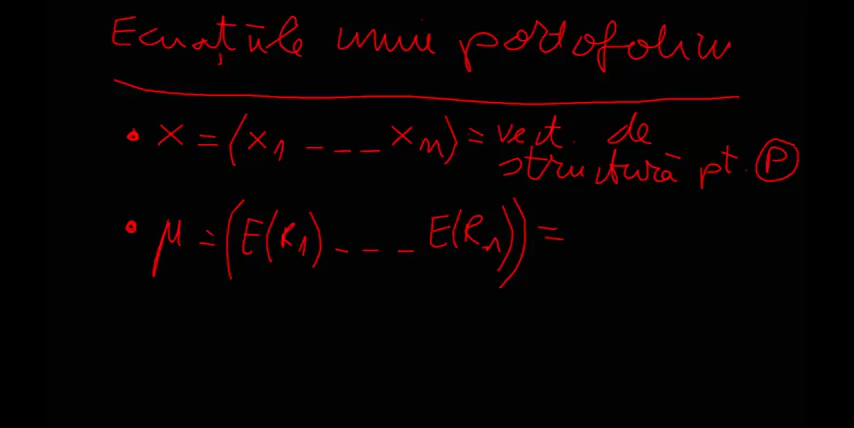 Ecuațiile unui portofoliu
• X = (x₁ --- xₙ) = vect. de
structură pt. (P)
• μ = (E(R₁) --- E(Rₙ)) =